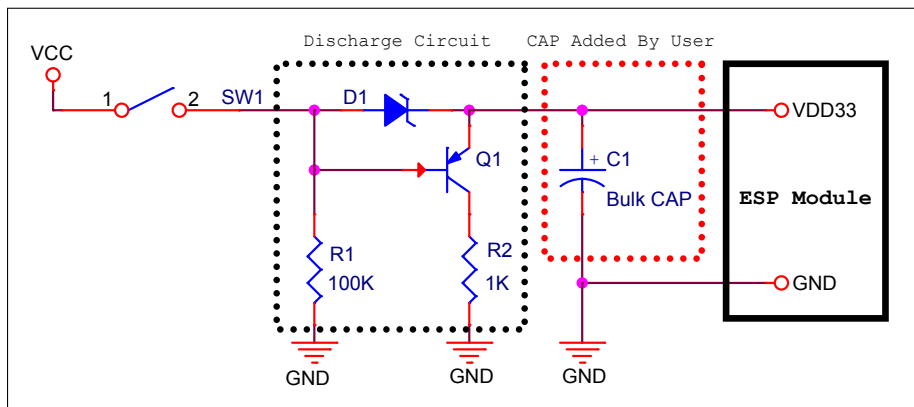 Discharge Circuit
CAP Added By User
VCC
1
2
SW1
D1
VDD33
Q1
+
C1
Bulk CAP
ESP Module
R1
100K
R2
1K
GND
GND
GND
GND